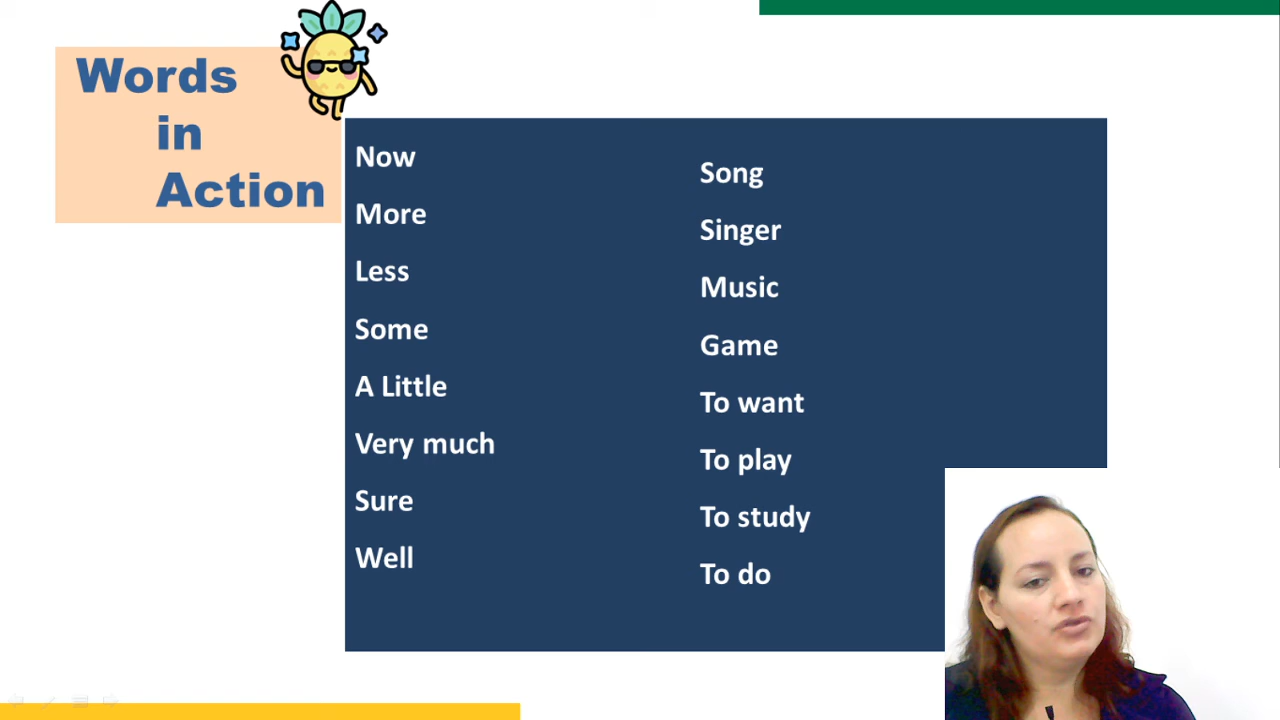 Words
in
Action
Now
More
Less
Some
A Little
Very much
Sure
Well
Song
Singer
Music
Game
To want
To play
To study
To do